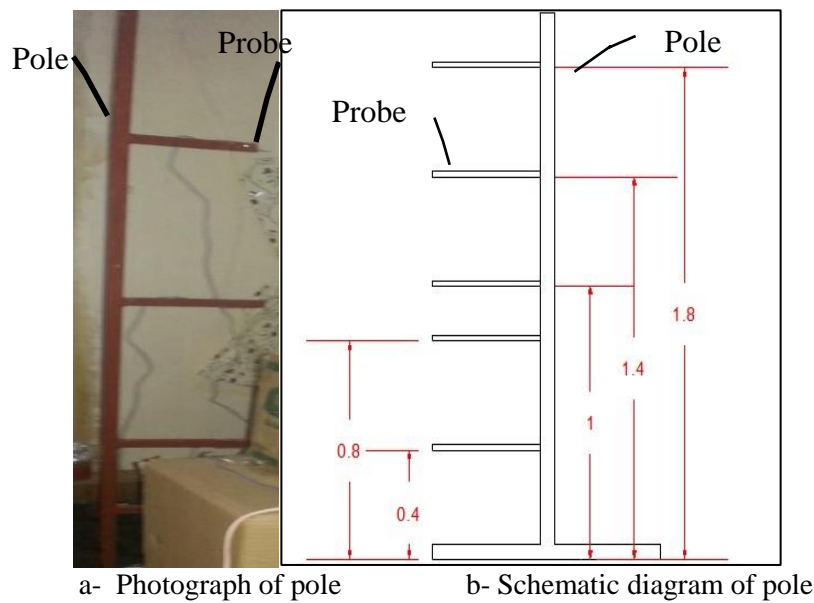 Pole
Probe
Pole
Probe
1.8
1.4
1
0.8
0.4
a- Photograph of pole
b- Schematic diagram of pole